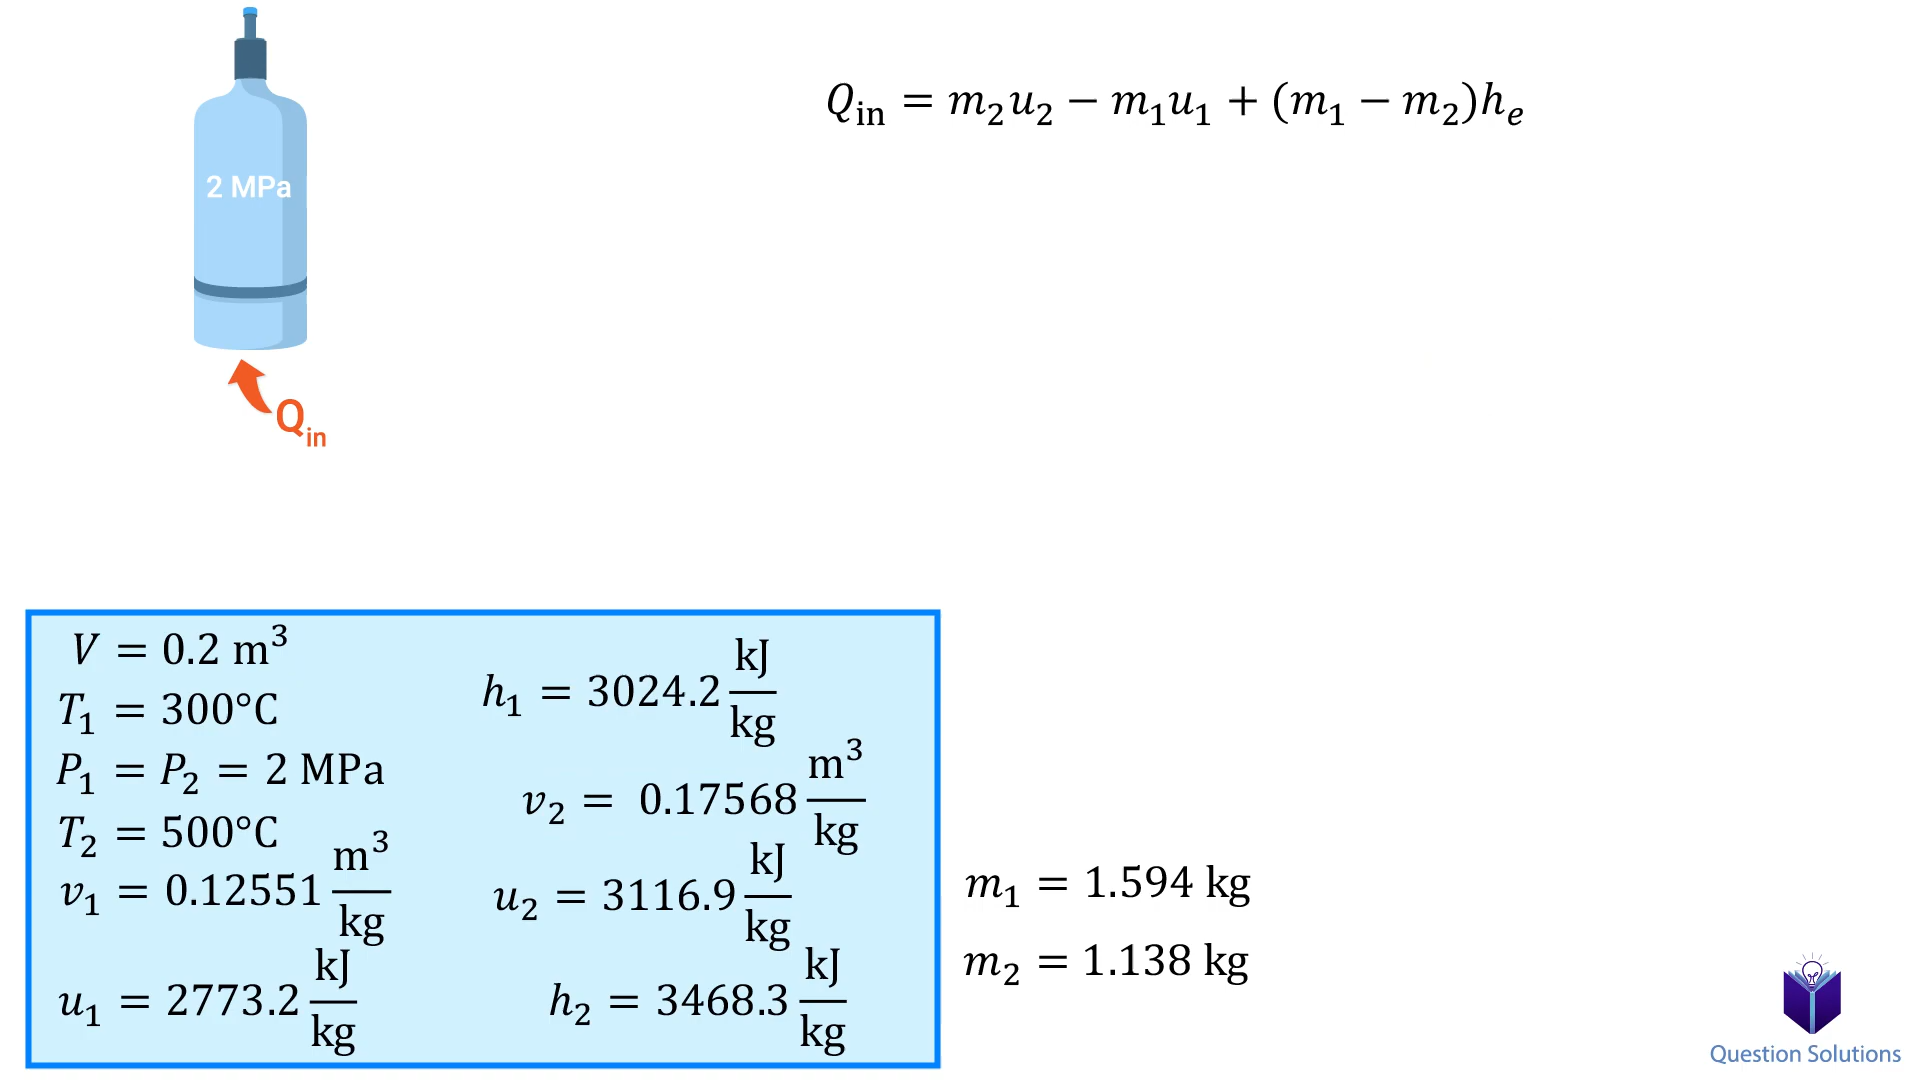 2 MPa
Q_in
Q_in = m₂u₂ − m₁u₁ + (m₁ − m₂)hₑ
V = 0.2 m³
T₁ = 300°C
P₁ = P₂ = 2 MPa
T₂ = 500°C
v₁ = 0.12551 m³/kg
u₁ = 2773.2 kJ/kg
h₁ = 3024.2 kJ/kg
v₂ = 0.17568 m³/kg
u₂ = 3116.9 kJ/kg
h₂ = 3468.3 kJ/kg
m₁ = 1.594 kg
m₂ = 1.138 kg
Question Solutions